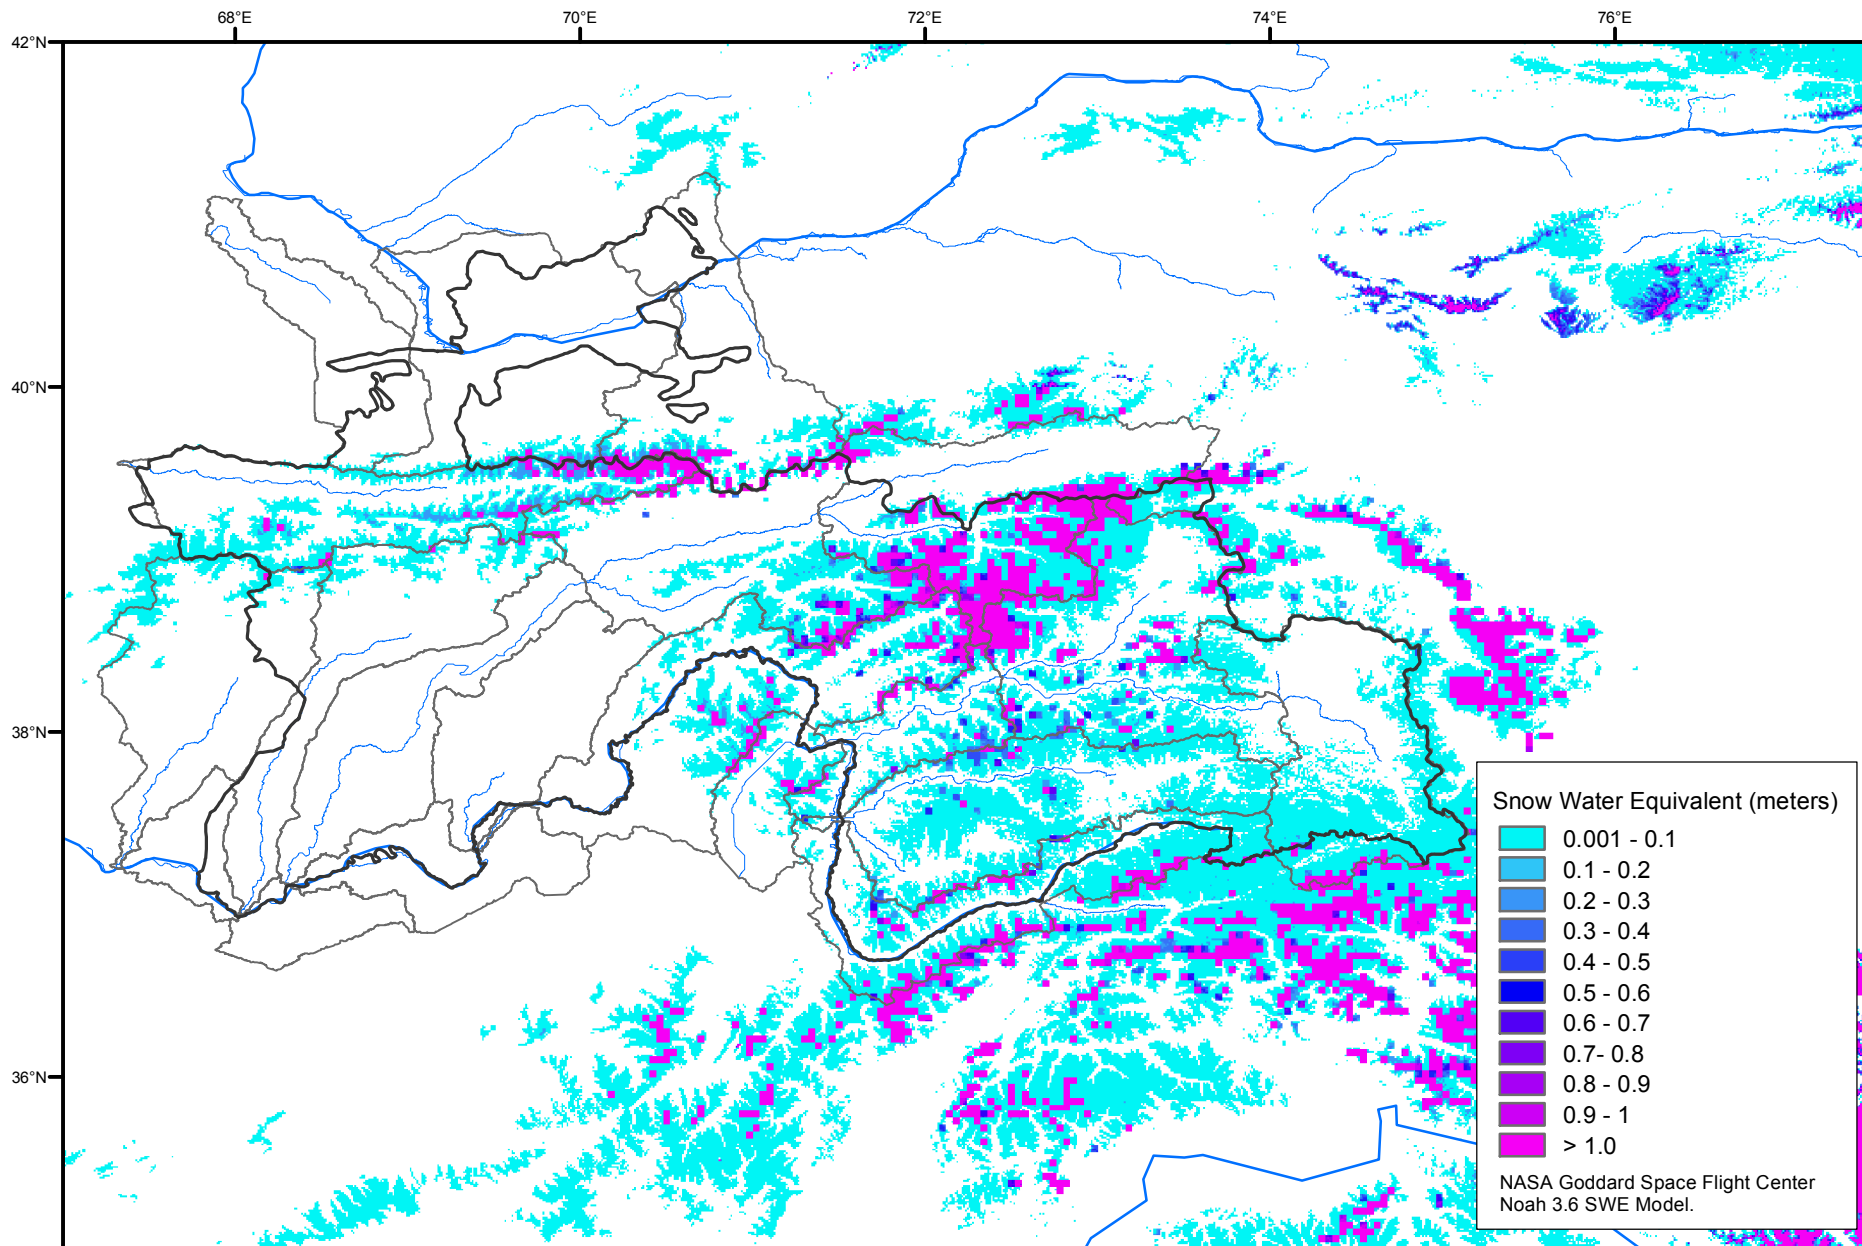 68°E
70°E
72°E
74°E
76°E
42°N
40°N
38°N
36°N
Snow Water Equivalent (meters)
0.001 - 0.1
0.1 - 0.2
0.2 - 0.3
0.3 - 0.4
0.4 - 0.5
0.5 - 0.6
0.6 - 0.7
0.7- 0.8
0.8 - 0.9
0.9 - 1
> 1.0
NASA Goddard Space Flight Center
Noah 3.6 SWE Model.